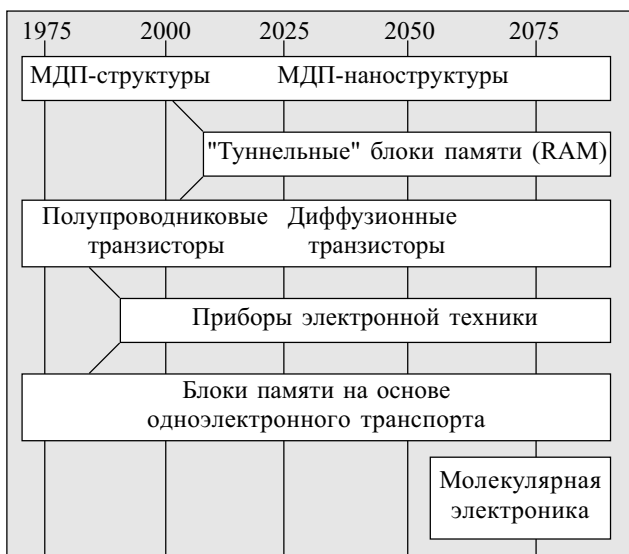 1975 2000 2025 2050 2075
МДП-структуры МДП-наноструктуры
"Туннельные" блоки памяти (RAM)
Полупроводниковые Диффузионные
транзисторы транзисторы
Приборы электронной техники
Блоки памяти на основе
одноэлектронного транспорта
Молекулярная
электроника